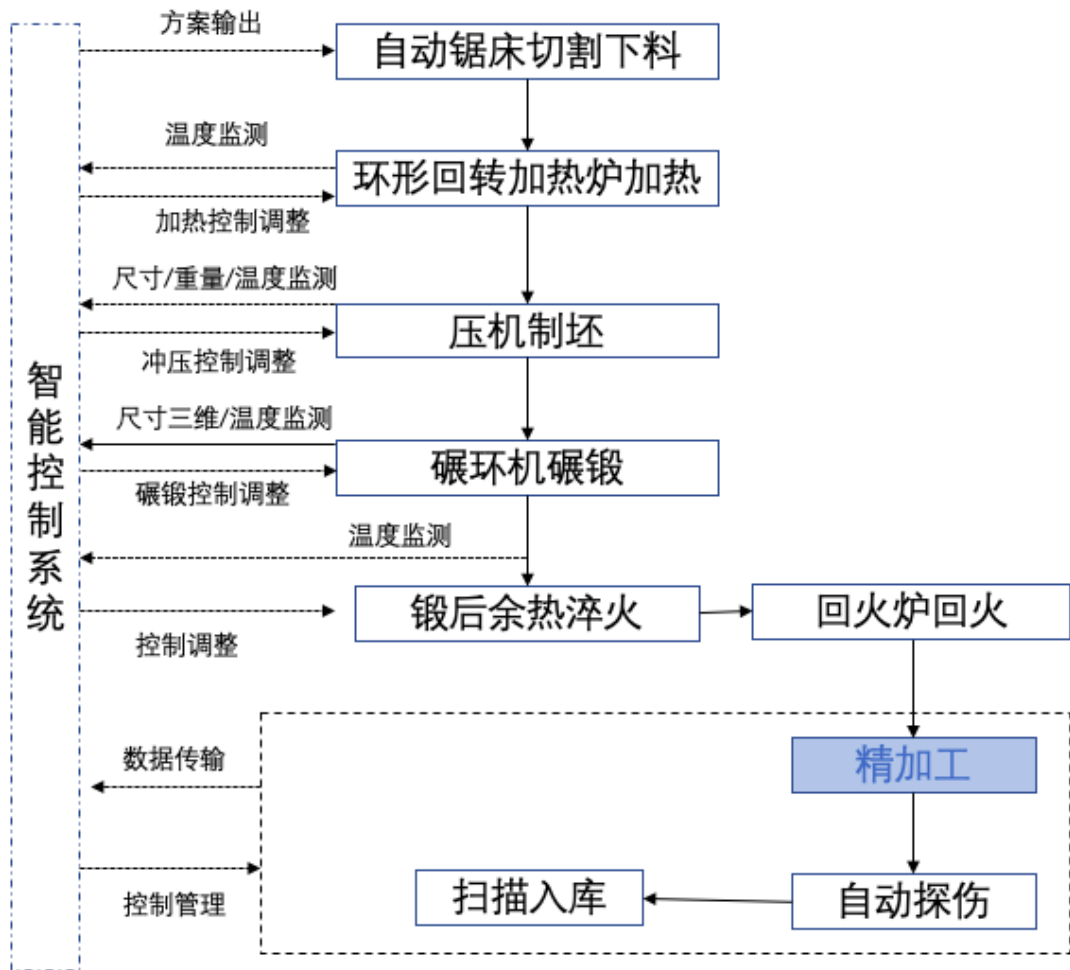 方案输出
自动锯床切割下料
温度监测
环形回转加热炉加热
加热控制调整
尺寸/重量/温度监测
压机制坯
冲压控制调整
智能控制系统
尺寸三维/温度监测
碾环机碾锻
碾锻控制调整
温度监测
锻后余热淬火
回火炉回火
控制调整
数据传输
精加工
控制管理
扫描入库
自动探伤